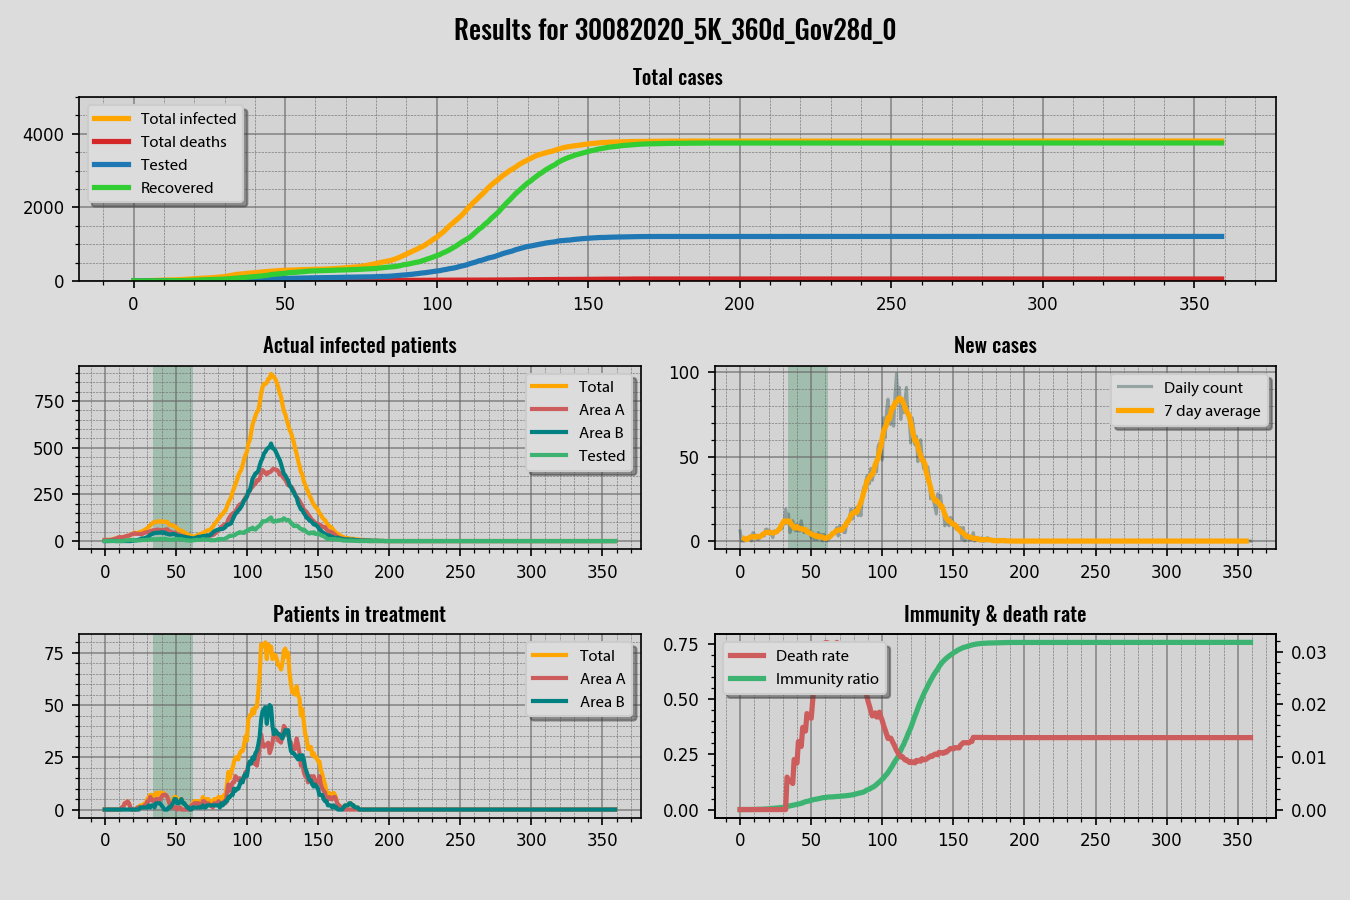 Results for 30082020_5K_360d_Gov28d_0
Total cases
Total infected
Total deaths
Tested
Recovered
4000
2000
0
0 50 100 150 200 250 300 350
Actual infected patients
Total
Area A
Area B
Tested
750
500
250
0
0 50 100 150 200 250 300 350
New cases
Daily count
7 day average
100
50
0
0 50 100 150 200 250 300 350
Patients in treatment
Total
Area A
Area B
75
50
25
0
0 50 100 150 200 250 300 350
Immunity & death rate
Death rate
Immunity ratio
0.75
0.50
0.25
0.00
0.03
0.02
0.01
0.00
0 50 100 150 200 250 300 350